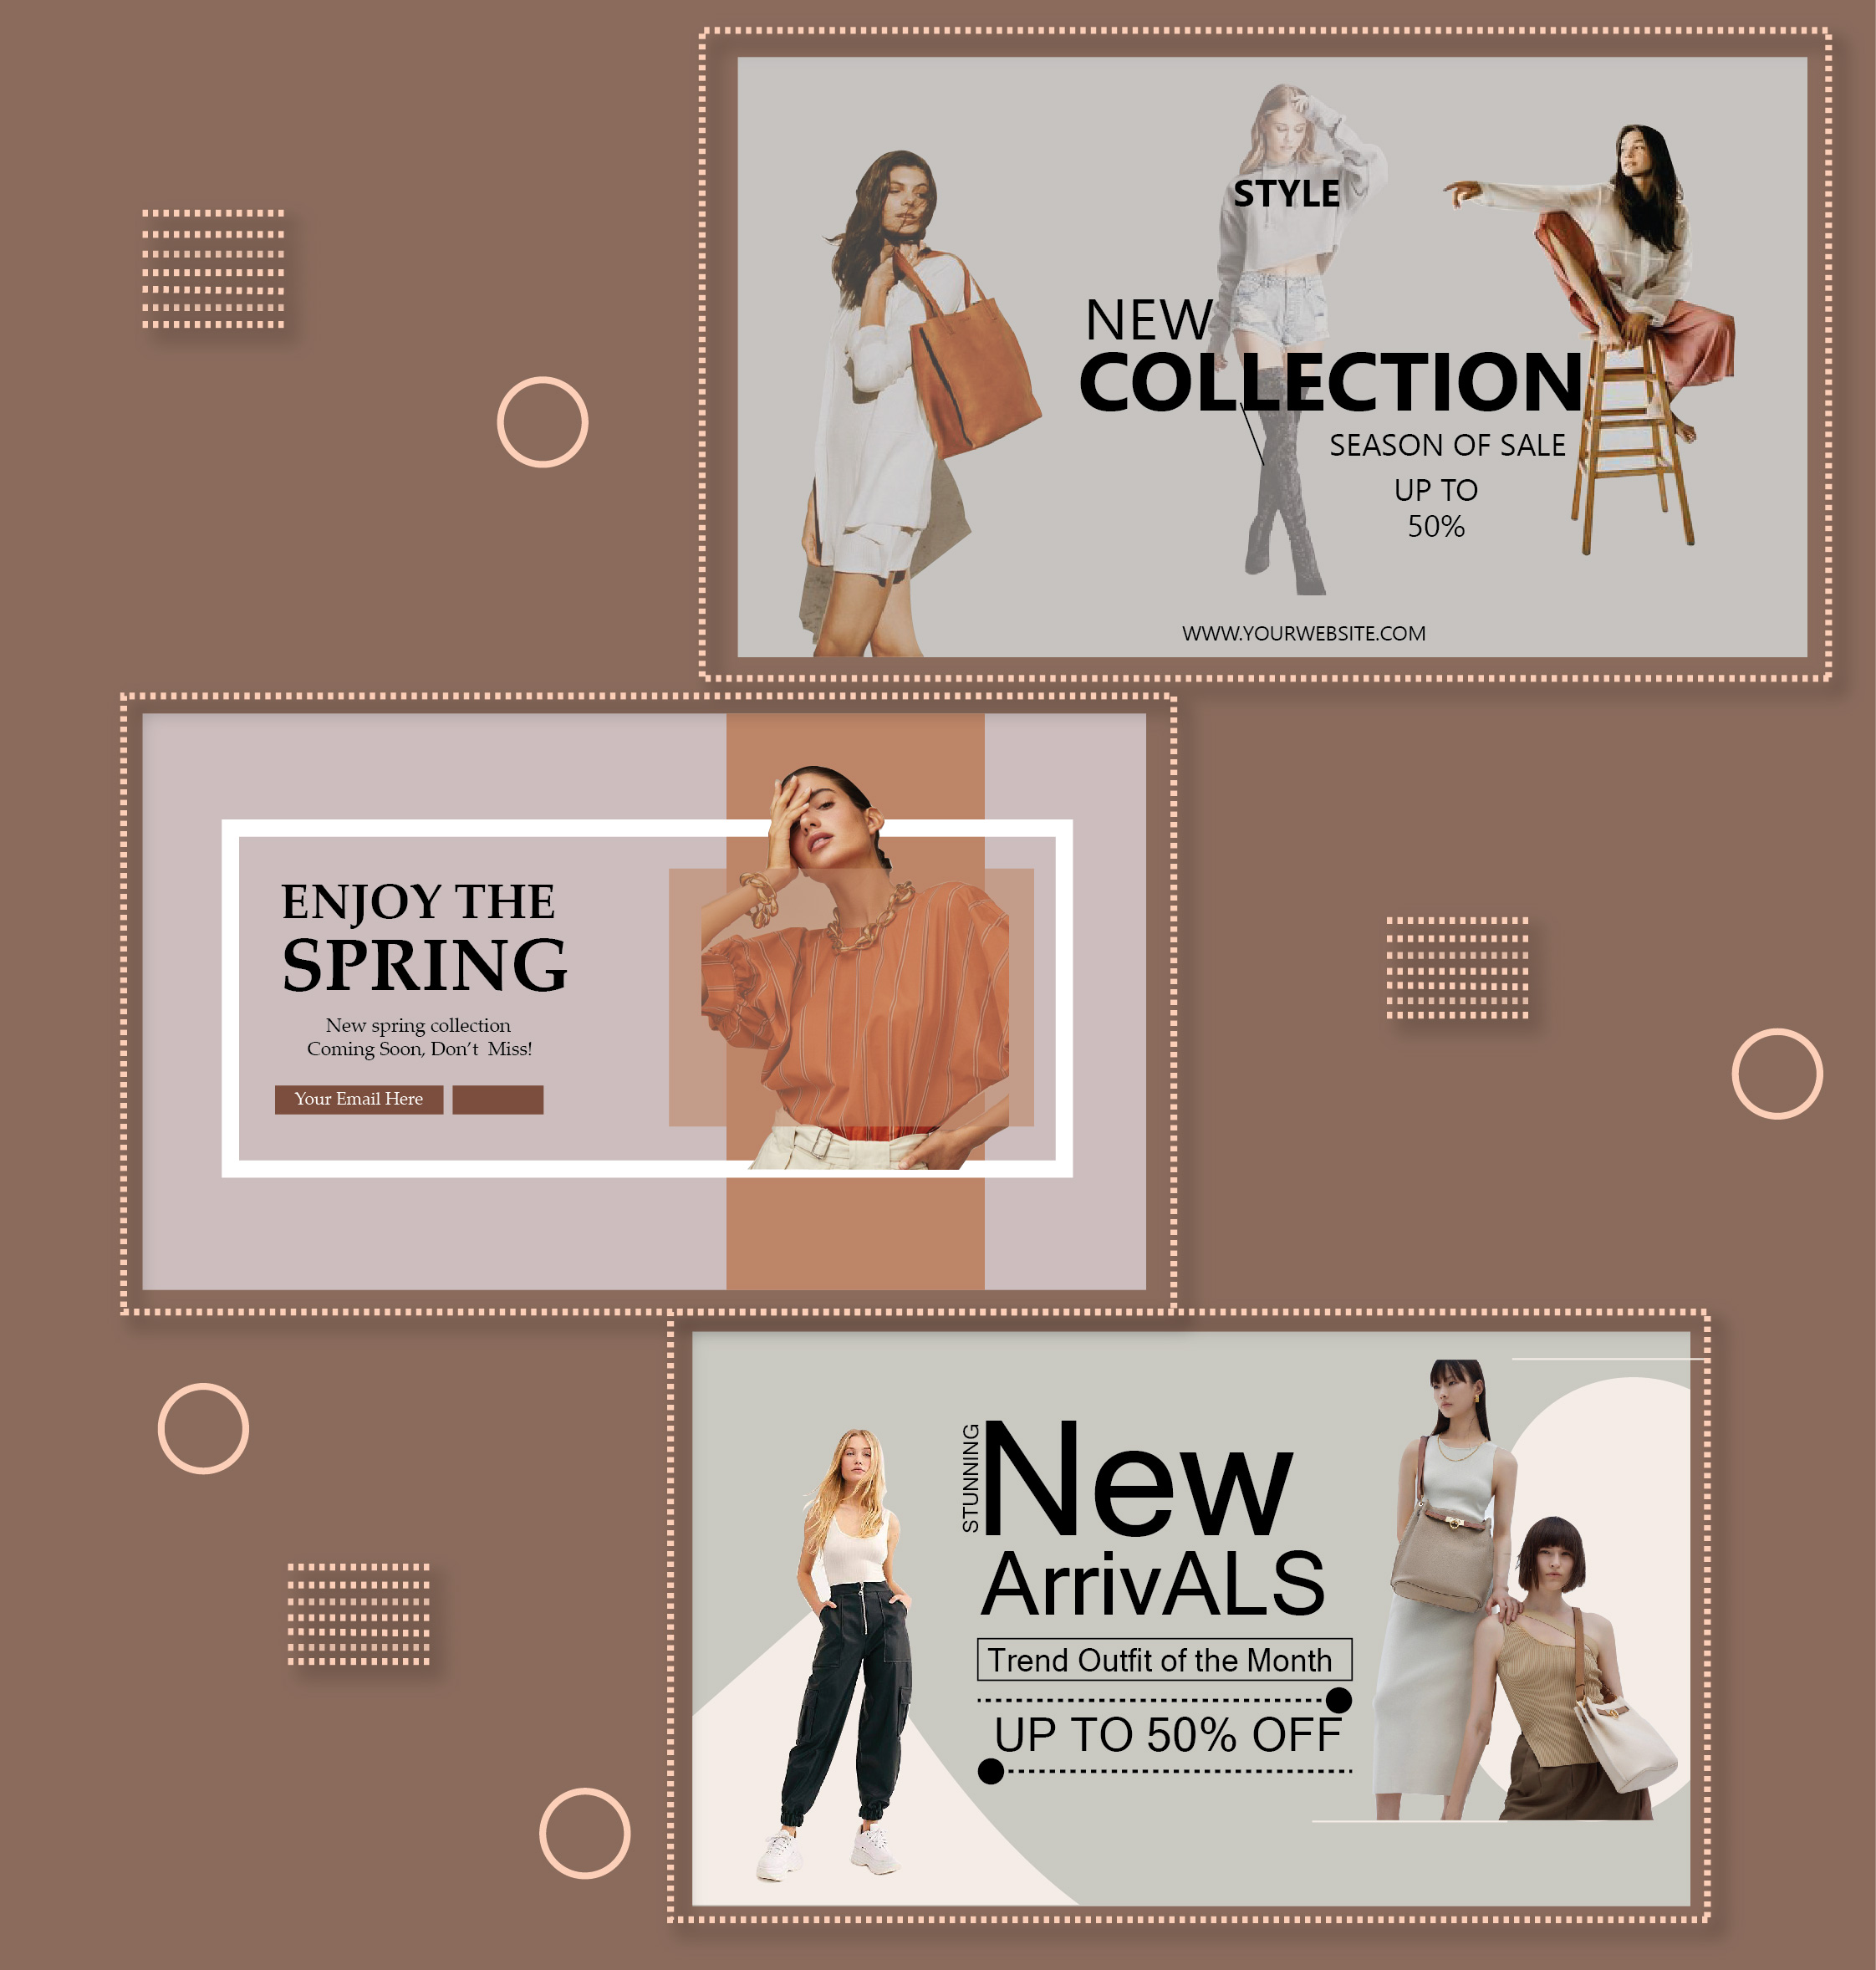 STYLE
NEW
COLLECTION
SEASON OF SALE
UP TO
50%
WWW.YOURWEBSITE.COM
ENJOY THE
SPRING
New spring collection
Coming Soon, Don’t  Miss!
Your Email Here
STUNNING
New
ArrivALS
Trend Outfit of the Month
UP TO 50% OFF